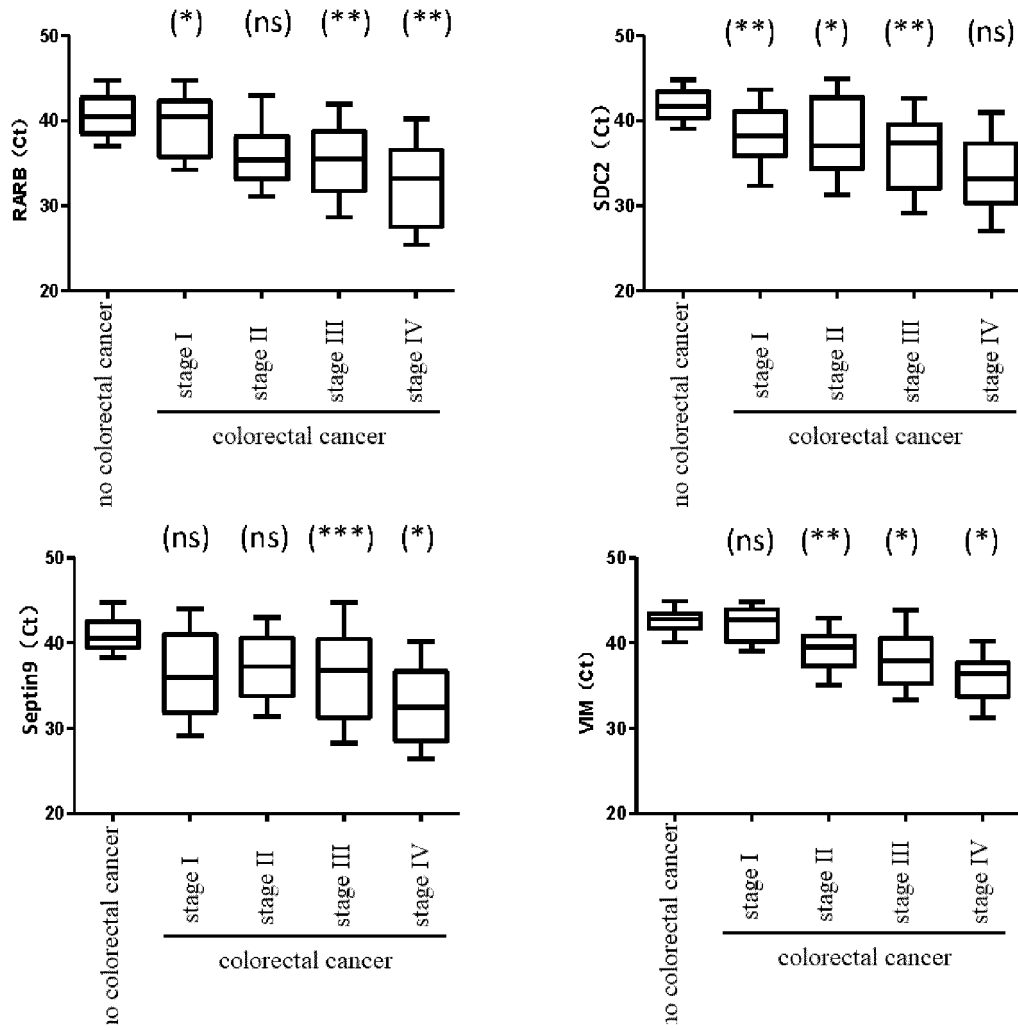 (*) (ns) (**) (**)
50
40
30
20
RARB (Ct)
no colorectal cancer
stage I
stage II
stage III
stage IV
colorectal cancer
(**) (*) (**) (ns)
50
40
30
20
SDC2 (Ct)
no colorectal cancer
stage I
stage II
stage III
stage IV
colorectal cancer
(ns) (ns) (***) (*)
50
40
30
20
Septin9 (Ct)
no colorectal cancer
stage I
stage II
stage III
stage IV
colorectal cancer
(ns) (**) (*) (*)
50
40
30
20
VIM (Ct)
no colorectal cancer
stage I
stage II
stage III
stage IV
colorectal cancer